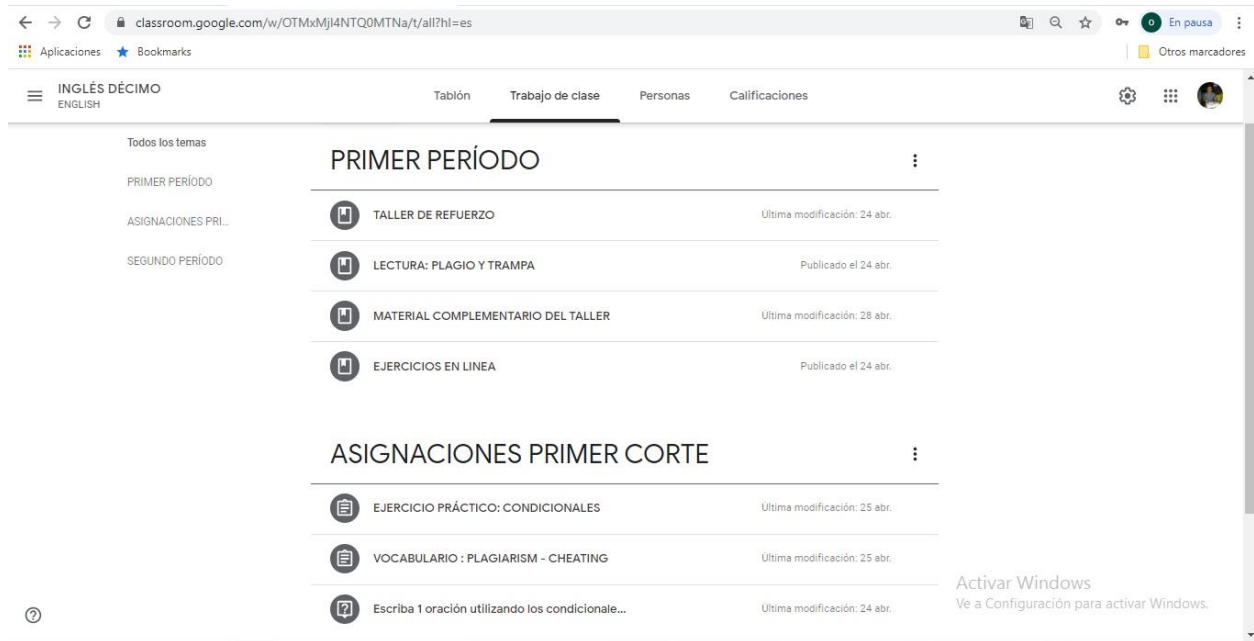 classroom.google.com/w/OTMxMjI4NTQ0MTNa/t/all?hl=es
o En pausa
Aplicaciones Bookmarks Otros marcadores
INGLÉS DÉCIMO
ENGLISH
Tablón Trabajo de clase Personas Calificaciones
Todos los temas
PRIMER PERÍODO
ASIGNACIONES PRI...
SEGUNDO PERÍODO
PRIMER PERÍODO
TALLER DE REFUERZO Última modificación: 24 abr.
LECTURA: PLAGIO Y TRAMPA Publicado el 24 abr.
MATERIAL COMPLEMENTARIO DEL TALLER Última modificación: 28 abr.
EJERCICIOS EN LINEA Publicado el 24 abr.
ASIGNACIONES PRIMER CORTE
EJERCICIO PRÁCTICO: CONDICIONALES Última modificación: 25 abr.
VOCABULARIO : PLAGIARISM - CHEATING Última modificación: 25 abr.
Escriba 1 oración utilizando los condicionale... Última modificación: 24 abr.
Activar Windows
Ve a Configuración para activar Windows.